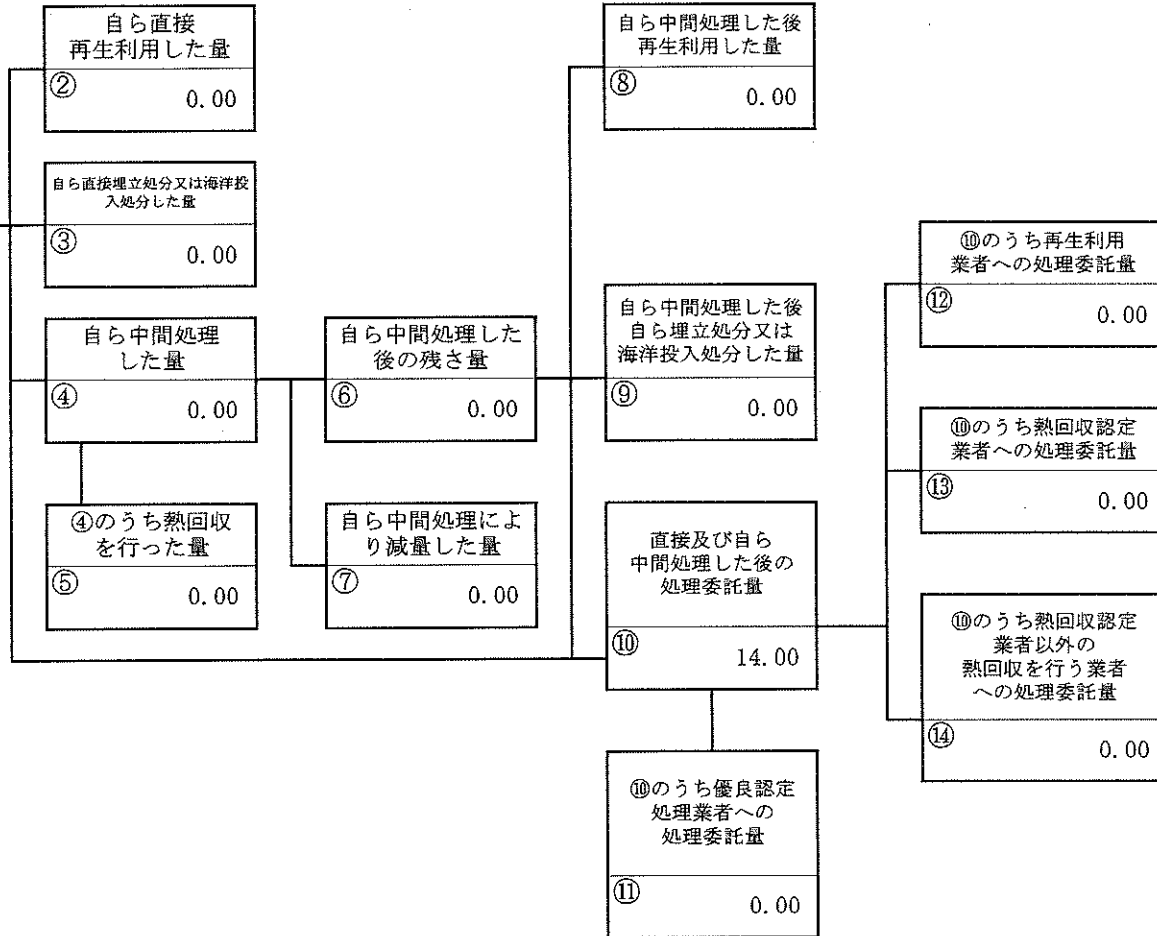 自ら直接
再生利用した量
②
0.00
自ら直接埋立処分又は海洋投
入処分した量
③
0.00
自ら中間処理
した量
④
0.00
④のうち熱回収
を行った量
⑤
0.00
自ら中間処理した
後の残さ量
⑥
0.00
自ら中間処理によ
り減量した量
⑦
0.00
自ら中間処理した後
再生利用した量
⑧
0.00
自ら中間処理した後
自ら埋立処分又は
海洋投入処分した量
⑨
0.00
直接及び自ら
中間処理した後の
処理委託量
⑩
14.00
⑩のうち優良認定
処理業者への
処理委託量
⑪
0.00
⑩のうち再生利用
業者への処理委託量
⑫
0.00
⑩のうち熱回収認定
業者への処理委託量
⑬
0.00
⑩のうち熱回収認定
業者以外の
熱回収を行う業者
への処理委託量
⑭
0.00